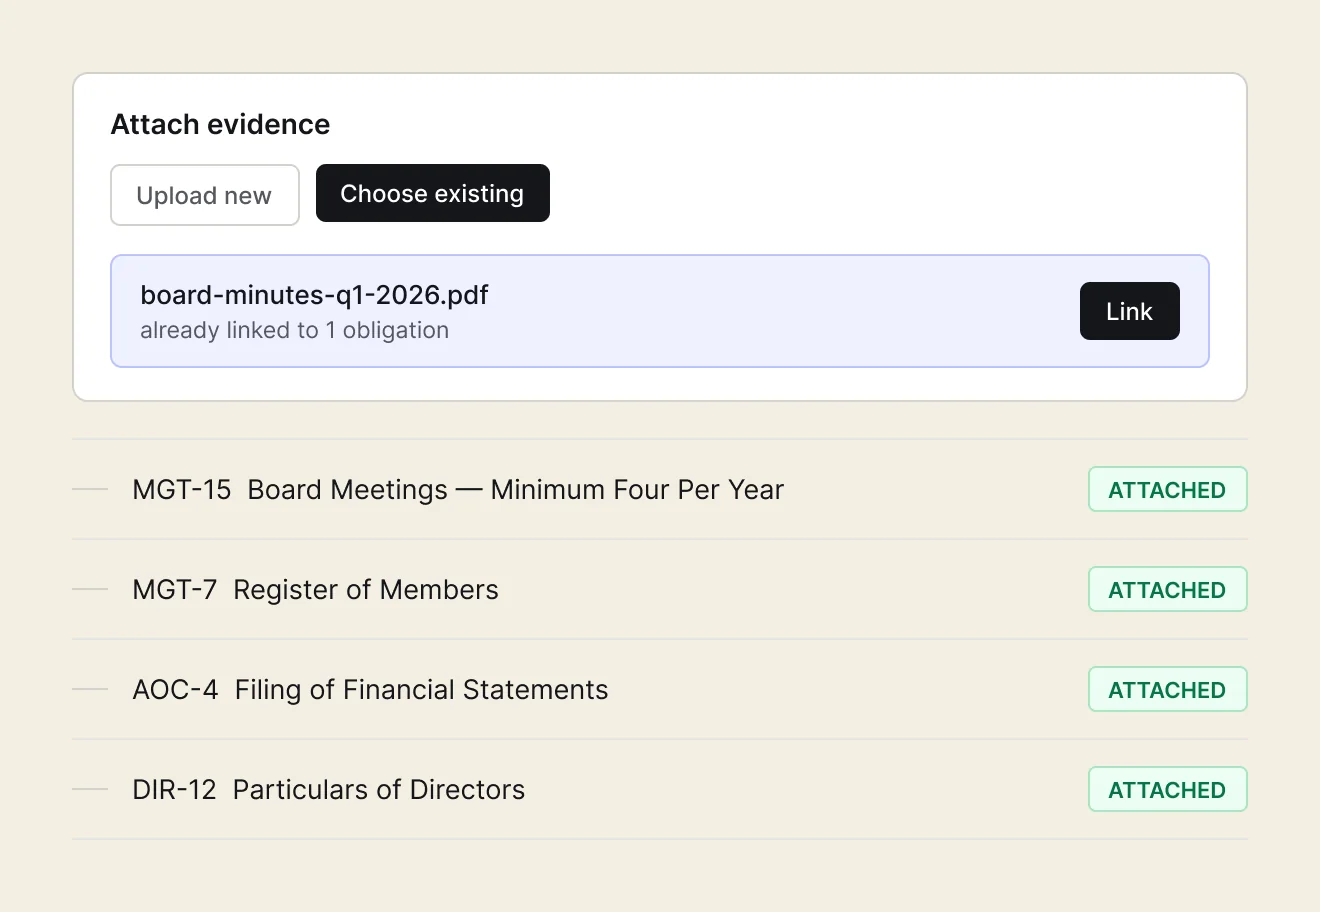 Attach evidence
Upload new Choose existing
board-minutes-q1-2026.pdf
already linked to 1 obligation
Link
MGT-15 Board Meetings — Minimum Four Per Year ATTACHED
MGT-7 Register of Members ATTACHED
AOC-4 Filing of Financial Statements ATTACHED
DIR-12 Particulars of Directors ATTACHED